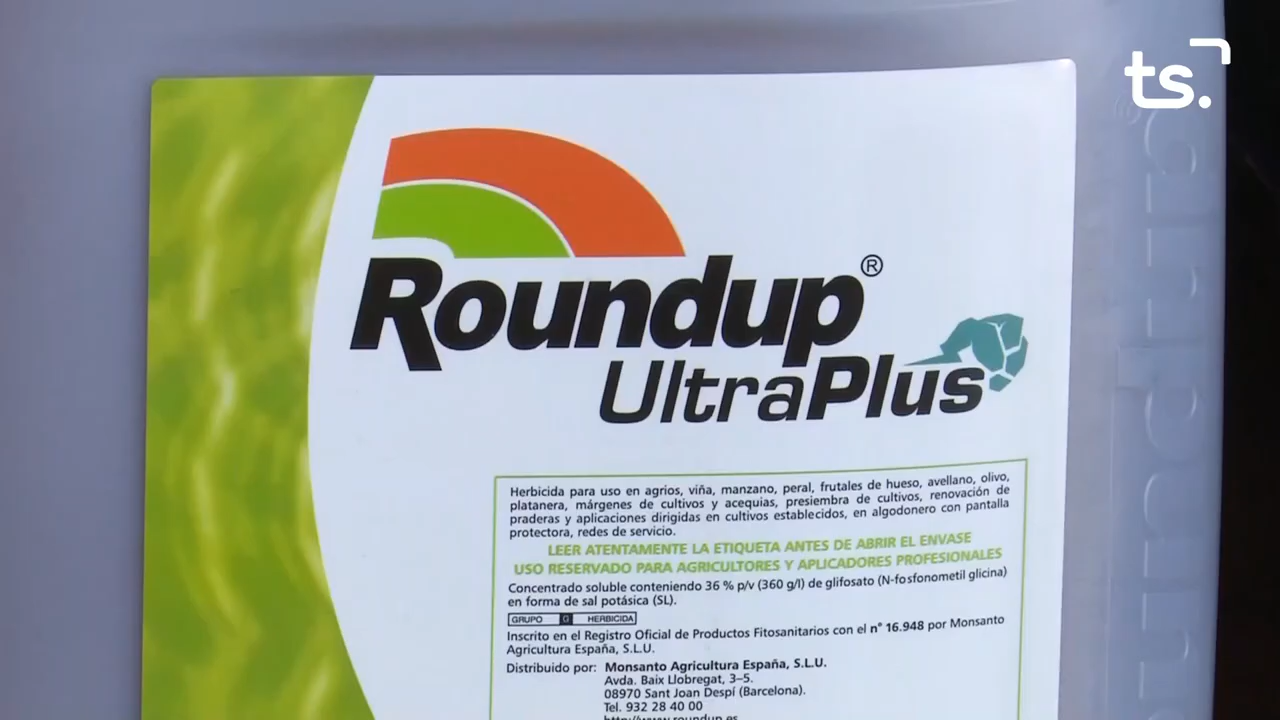 ts.
Roundup®
UltraPlus
Herbicida para uso en agrios, viña, manzano, peral, frutales de hueso, avellano, olivo,
platanera, márgenes de cultivos y acequias, presiembra de cultivos, renovación de
praderas y aplicaciones dirigidas en cultivos establecidos, en algodonero con pantalla
protectora, redes de servicio.
LEER ATENTAMENTE LA ETIQUETA ANTES DE ABRIR EL ENVASE
USO RESERVADO PARA AGRICULTORES Y APLICADORES PROFESIONALES
Concentrado soluble conteniendo 36 % p/v (360 g/l) de glifosato (N-fosfonometil glicina)
en forma de sal potásica (SL).
GRUPO G HERBICIDA
Inscrito en el Registro Oficial de Productos Fitosanitarios con el n° 16.948 por Monsanto
Agricultura España, S.L.U.
Distribuido por: Monsanto Agricultura España, S.L.U.
Avda. Baix Llobregat, 3–5.
08970 Sant Joan Despí (Barcelona).
Tel. 932 28 40 00
http://www.roundup.es